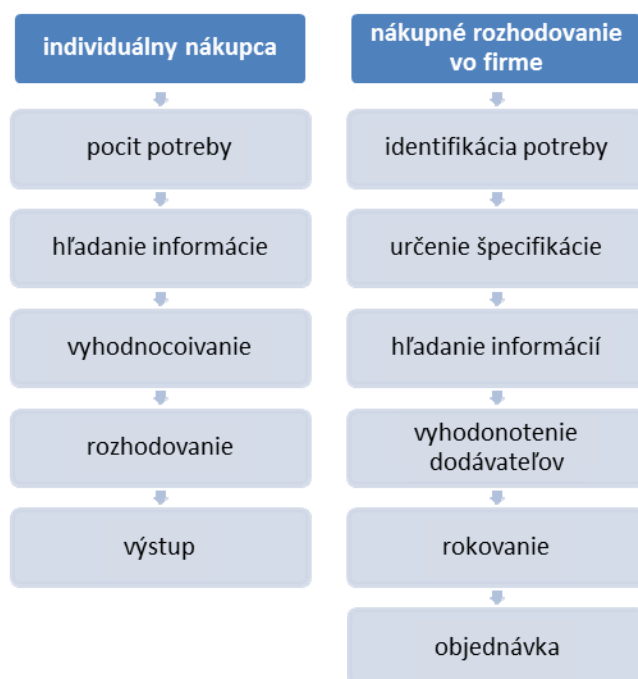 individuálny nákupca
pocit potreby
hľadanie informácie
vyhodnocoivanie
rozhodovanie
výstup
nákupné rozhodovanie
vo firme
identifikácia potreby
určenie špecifikácie
hľadanie informácií
vyhodonotenie
dodávateľov
rokovanie
objednávka